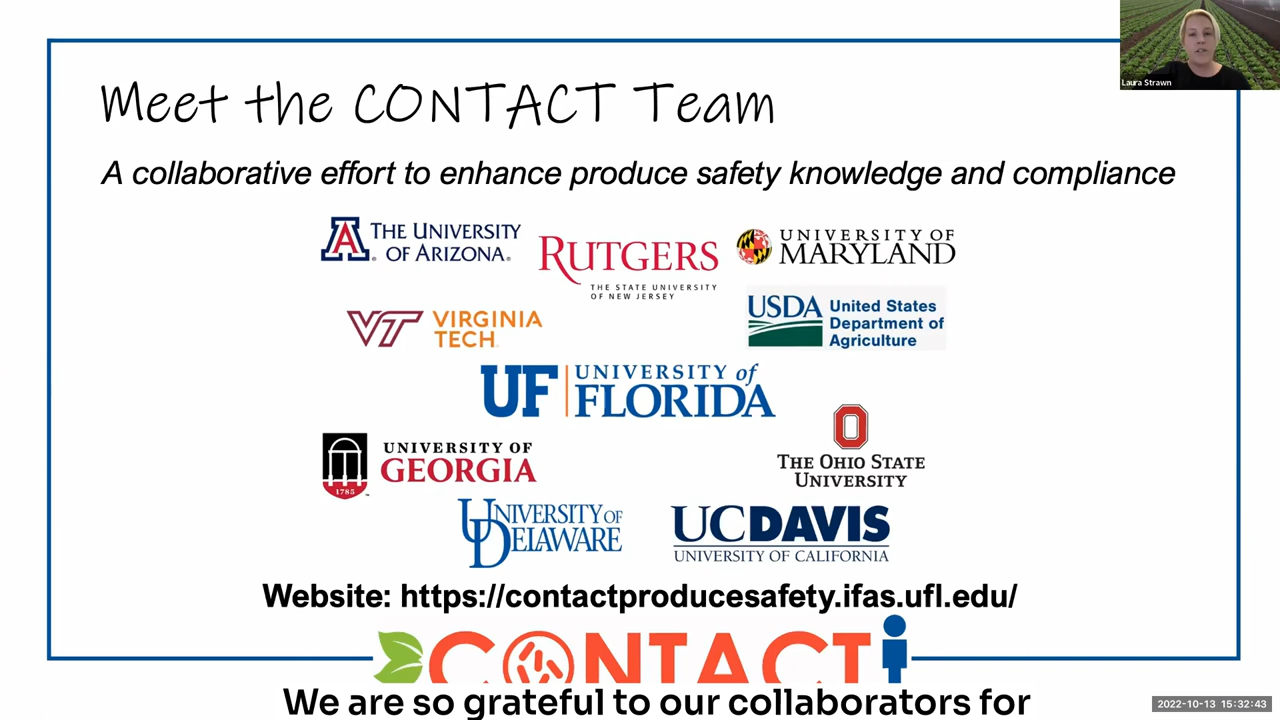 Laura Strawn
Meet the CONTACT Team
A collaborative effort to enhance produce safety knowledge and compliance
A
THE UNIVERSITY
OF ARIZONA®
RUTGERS
THE STATE UNIVERSITY
OF NEW JERSEY
UNIVERSITY OF
MARYLAND
VT VIRGINIA
TECH
USDA
United States
Department of
Agriculture
UF UNIVERSITY of
FLORIDA
UNIVERSITY OF
GEORGIA
1785
THE OHIO STATE
UNIVERSITY
UNIVERSITY OF
DELAWARE
UCDAVIS
UNIVERSITY OF CALIFORNIA
Website: https://contactproducesafety.ifas.ufl.edu/
CONTACT
We are so grateful to our collaborators for
2022-10-13 15:32:43